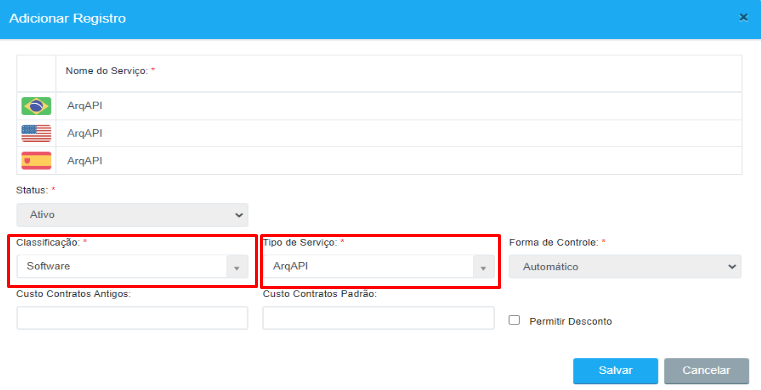 Adicionar Registro ×
Nome do Serviço: *
ArqAPI
ArqAPI
ArqAPI
Status: *
Ativo
Classificação: * Tipo de Serviço: * Forma de Controle: *
Software ArqAPI Automático
Custo Contratos Antigos: Custo Contratos Padrão:
Permitir Desconto
Salvar Cancelar